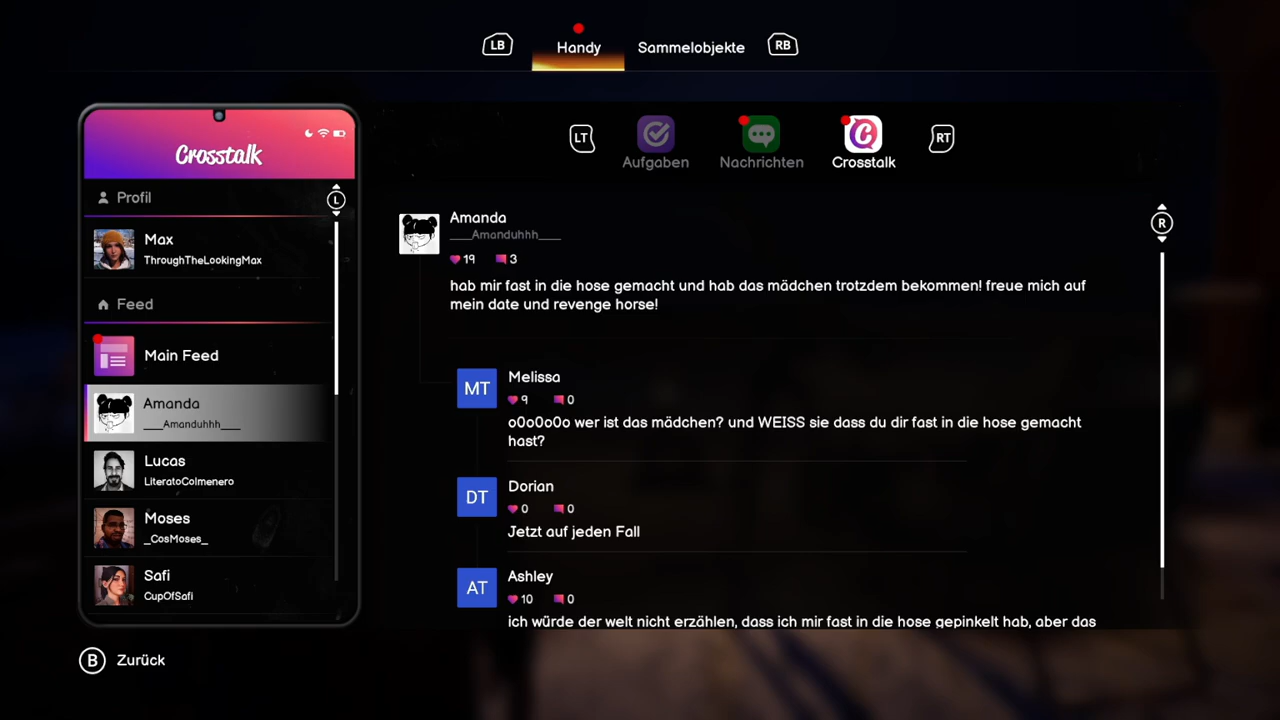 LB
Handy
Sammelobjekte
RB
Crosstalk
Profil
L
Max
ThroughTheLookingMax
Feed
Main Feed
Amanda
___Amanduhhh___
Lucas
LiteratoColmenero
Moses
_CosMoses_
Safi
CupOfSafi
LT
Aufgaben
Nachrichten
Crosstalk
RT
R
Amanda
___Amanduhhh___
19 3
hab mir fast in die hose gemacht und hab das mädchen trotzdem bekommen! freue mich auf
mein date und revenge horse!
MT
Melissa
9 0
o0o0o0o wer ist das mädchen? und WEISS sie dass du dir fast in die hose gemacht
hast?
DT
Dorian
0 0
Jetzt auf jeden Fall
AT
Ashley
10 0
ich würde der welt nicht erzählen, dass ich mir fast in die hose gepinkelt hab, aber das
B Zurück